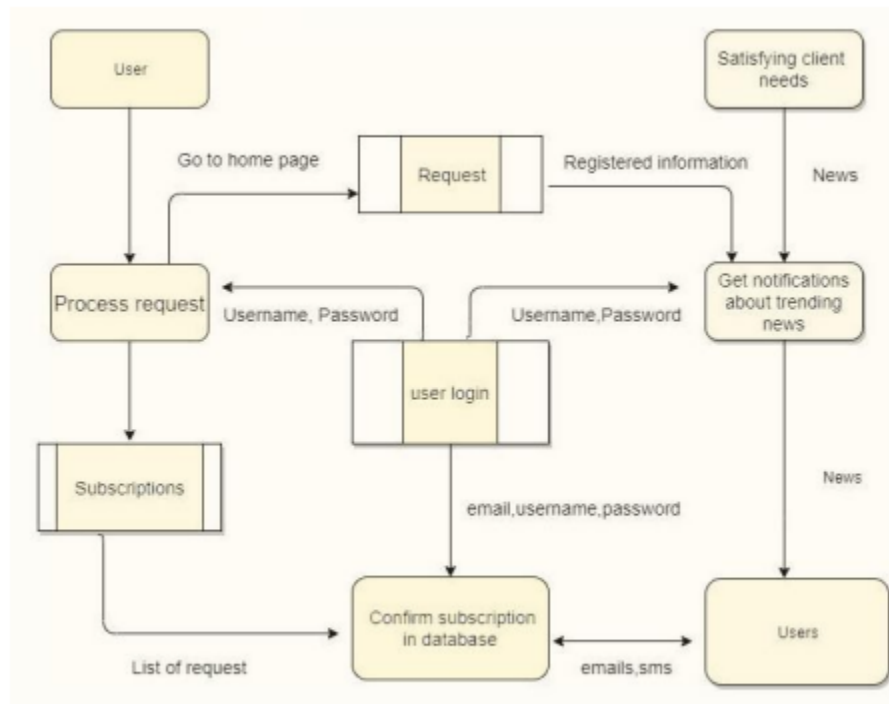 User
Satisfying client
needs
Go to home page
Request
Registered information
News
Process request
Username, Password
Username,Password
Get notifications
about trending
news
user login
Subscriptions
News
email,username,password
Confirm subscription
in database
Users
List of request
emails,sms